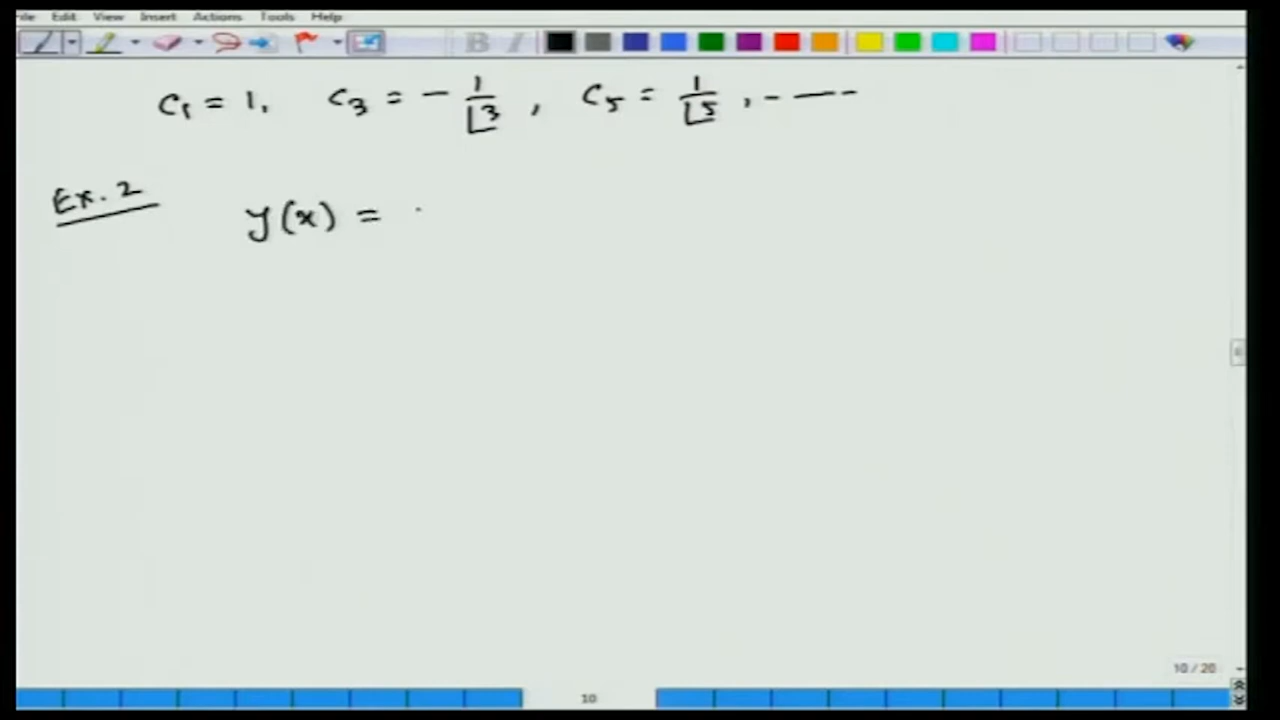 File Edit View Insert Actions Tools Help
B I
c₁ = 1, c₃ = - 1/⌊3 , c₅ = 1/⌊5 , - — -
Ex. 2 y(x) =
10 / 20
10